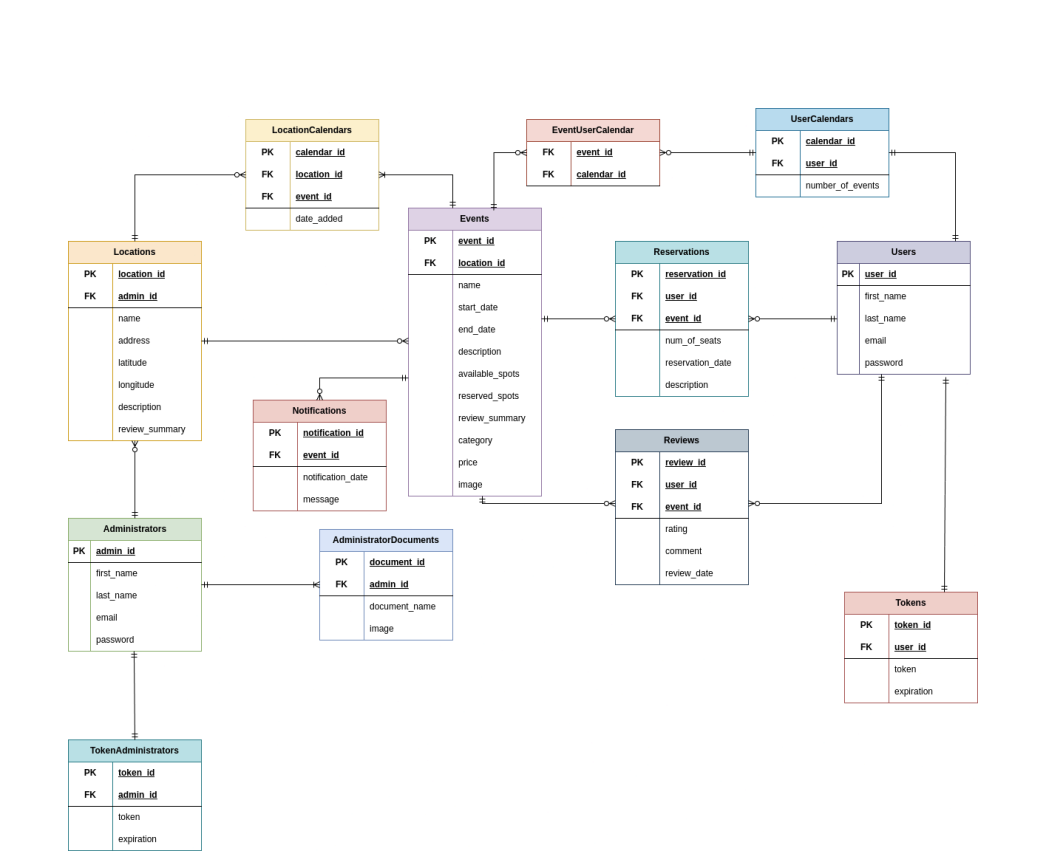 LocationCalendars
PK calendar_id
FK location_id
FK event_id
date_added
EventUserCalendar
FK event_id
FK calendar_id
UserCalendars
PK calendar_id
FK user_id
number_of_events
Locations
PK location_id
FK admin_id
name
address
latitude
longitude
description
review_summary
Events
PK event_id
FK location_id
name
start_date
end_date
description
available_spots
reserved_spots
review_summary
category
price
image
Reservations
PK reservation_id
FK user_id
FK event_id
num_of_seats
reservation_date
description
Users
PK user_id
first_name
last_name
email
password
Notifications
PK notification_id
FK event_id
notification_date
message
Reviews
PK review_id
FK user_id
FK event_id
rating
comment
review_date
Administrators
PK admin_id
first_name
last_name
email
password
AdministratorDocuments
PK document_id
FK admin_id
document_name
image
Tokens
PK token_id
FK user_id
token
expiration
TokenAdministrators
PK token_id
FK admin_id
token
expiration